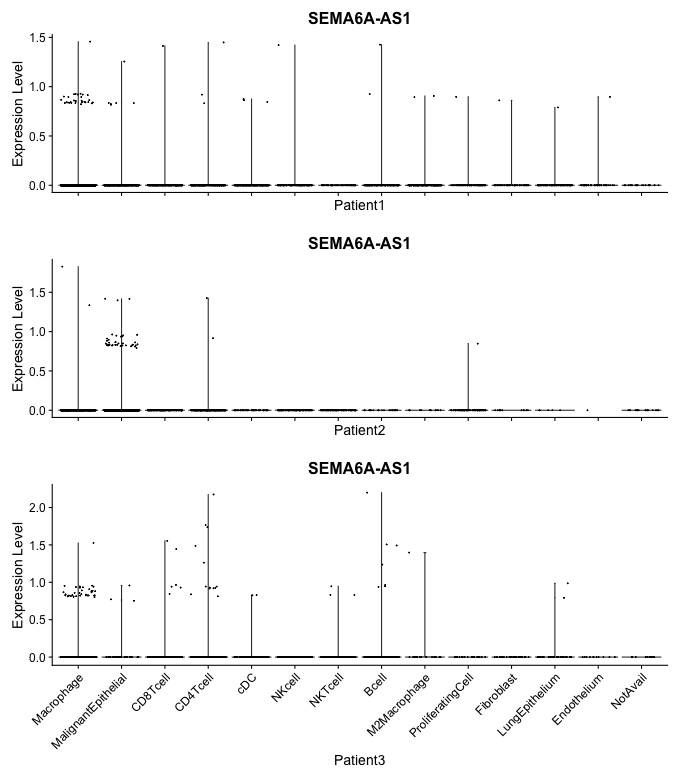 SEMA6A-AS1
1.5
1.0
0.5
0.0
Expression Level
Patient1
SEMA6A-AS1
1.5
1.0
0.5
0.0
Expression Level
Patient2
SEMA6A-AS1
2.0
1.5
1.0
0.5
0.0
Expression Level
Macrophage
MalignantEpithelial
CD8Tcell
CD4Tcell
cDC
NKcell
NKTcell
Bcell
M2Macrophage
ProliferatingCell
Fibroblast
LungEpithelium
Endothelium
NotAvail
Patient3